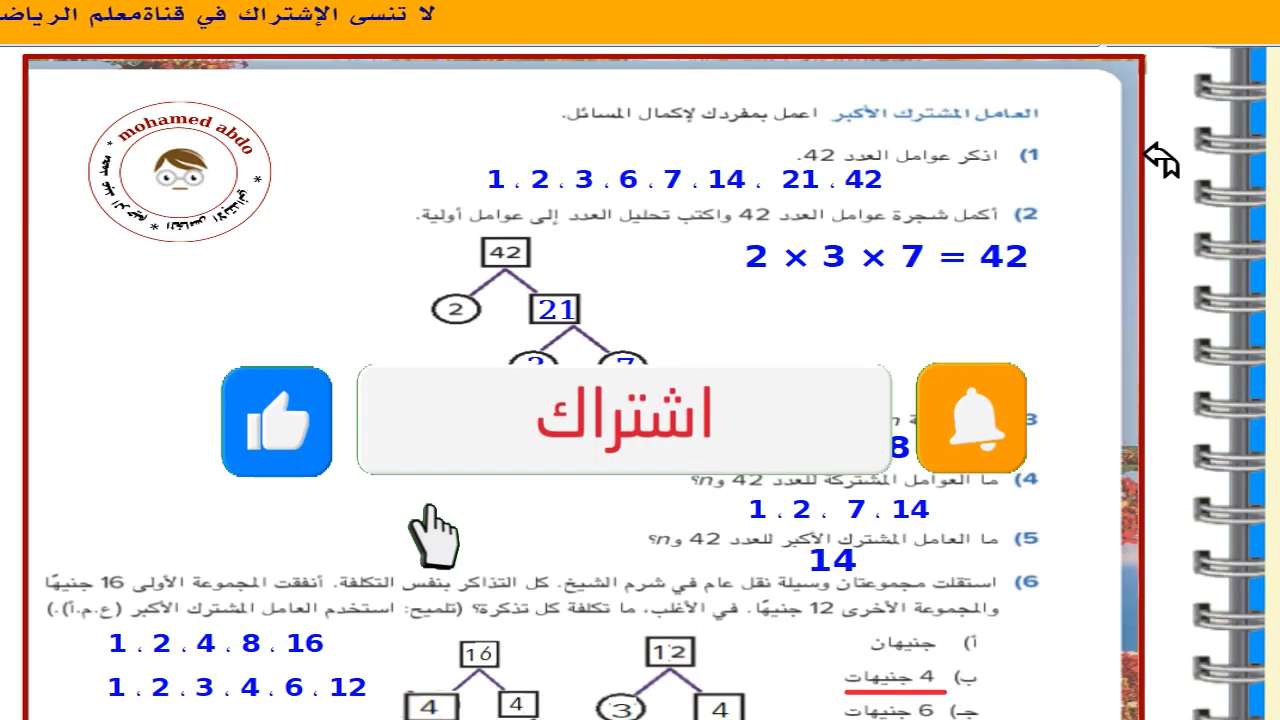 لا تنسى الإشتراك في قناةمعلم الرياض
mohamed abdo
العامل المشترك الأكبر اعمل بمفردك لإكمال المسائل.
1) اذكر عوامل العدد 42.
1 ، 2 ، 3 ، 6 ، 7 ، 14 ، 21 ، 42
2) أكمل شجرة عوامل العدد 42 واكتب تحليل العدد إلى عوامل أولية.
2 × 3 × 7 = 42
42
2 21
3 7
اشتراك
3
8
4) ما العوامل المشتركة للعدد 42 وn؟
1 ، 2 ، 7 ، 14
5) ما العامل المشترك الأكبر للعدد 42 وn؟
14
6) استقلت مجموعتان وسيلة نقل عام في شرم الشيخ. كل التذاكر بنفس التكلفة. أنفقت المجموعة الأولى 16 جنيهًا
والمجموعة الأخرى 12 جنيهًا. في الأغلب، ما تكلفة كل تذكرة؟ (تلميح: استخدم العامل المشترك الأكبر (ع.م.أ).)
أ) جنيهان
ب) 4 جنيهات
جـ) 6 جنيهات
1 ، 2 ، 4 ، 8 ، 16
1 ، 2 ، 3 ، 4 ، 6 ، 12
16
4 4
12
3 4